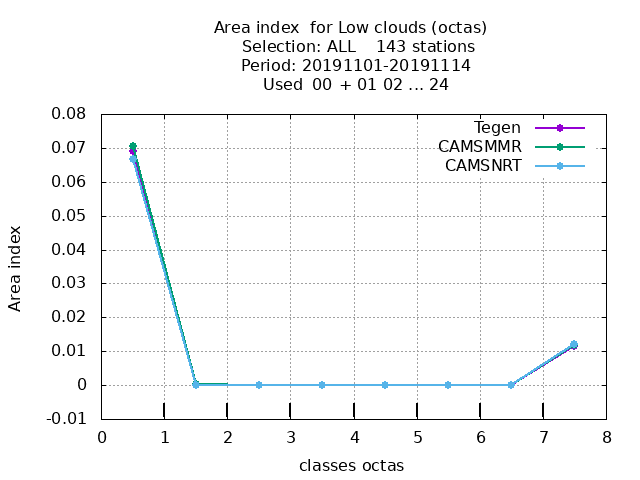 Area index  for Low clouds (octas)
Selection: ALL    143 stations
Period: 20191101-20191114
Used  00  + 01 02 ... 24
Tegen
CAMSMMR
CAMSNRT
0.08
0.07
0.06
0.05
0.04
0.03
0.02
0.01
0
-0.01
Area index
0 1 2 3 4 5 6 7 8
classes octas